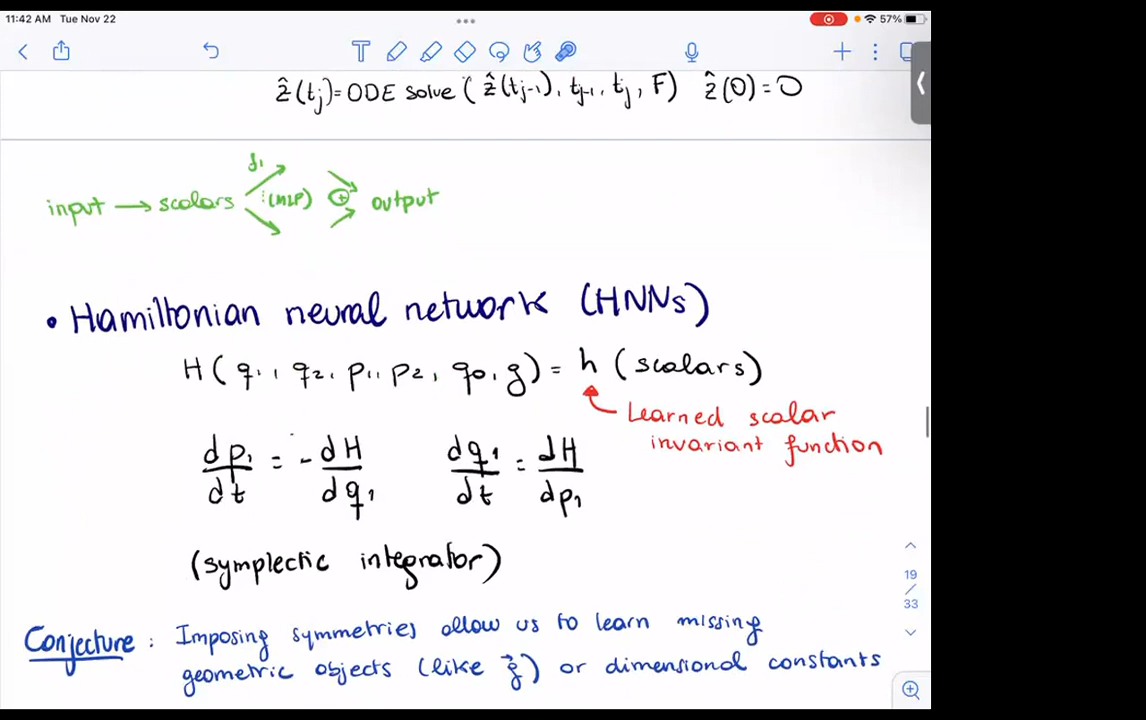 11:42 AM Tue Nov 22
57%
ẑ(tⱼ) = ODE solve (ẑ(tⱼ₋₁), tⱼ₋₁, tⱼ, F) ẑ(0) = 0
f₁
input → scalars ⋮ (MLP) ⊕ output
• Hamiltonian neural network (HNNs)
H(q₁, q₂, p₁, p₂, q₀, g) = h (scalars)
Learned scalar
invariant function
dp₁/dt = -dH/dq₁ dq₁/dt = dH/dp₁
(symplectic integrator)
Conjecture: Imposing symmetries allow us to learn missing
geometric objects (like g⃗) or dimensional constants
19
/
33